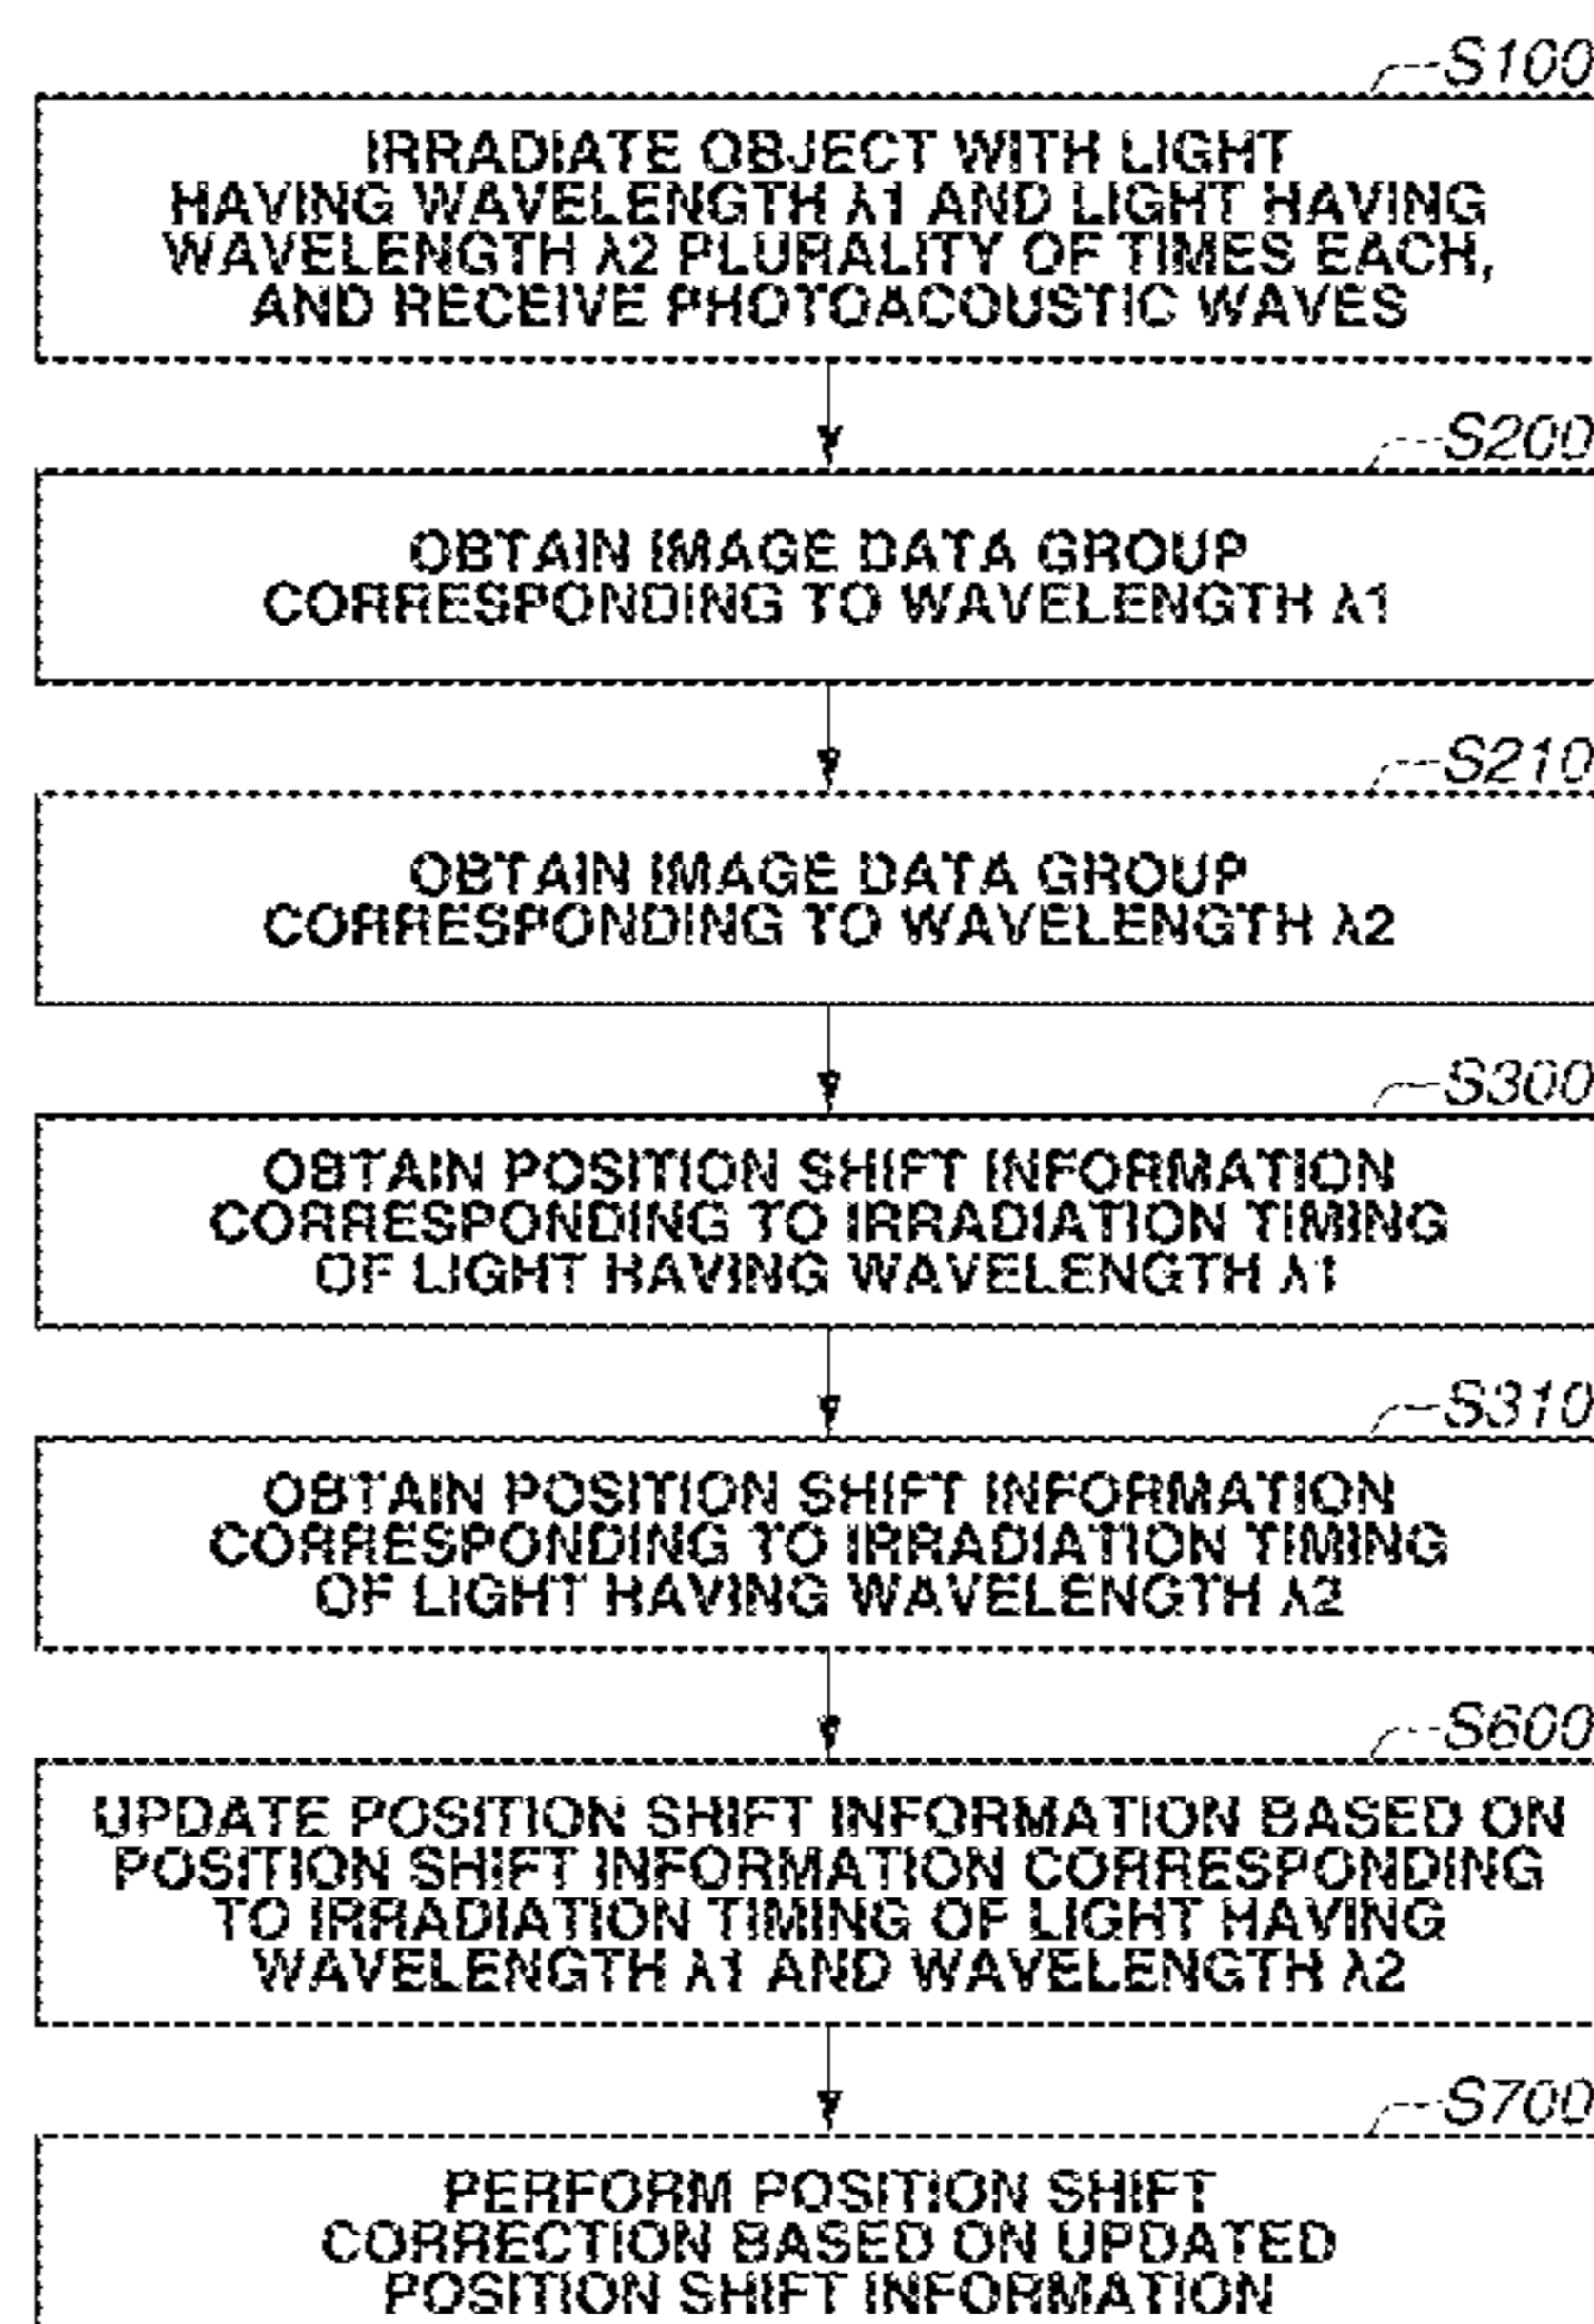 S100
IRRADIATE OBJECT WITH LIGHT
HAVING WAVELENGTH λ1 AND LIGHT HAVING
WAVELENGTH λ2 PLURALITY OF TIMES EACH,
AND RECEIVE PHOTOACOUSTIC WAVES
S200
OBTAIN IMAGE DATA GROUP
CORRESPONDING TO WAVELENGTH λ1
S210
OBTAIN IMAGE DATA GROUP
CORRESPONDING TO WAVELENGTH λ2
S300
OBTAIN POSITION SHIFT INFORMATION
CORRESPONDING TO IRRADIATION TIMING
OF LIGHT HAVING WAVELENGTH λ1
S310
OBTAIN POSITION SHIFT INFORMATION
CORRESPONDING TO IRRADIATION TIMING
OF LIGHT HAVING WAVELENGTH λ2
S600
UPDATE POSITION SHIFT INFORMATION BASED ON
POSITION SHIFT INFORMATION CORRESPONDING
TO IRRADIATION TIMING OF LIGHT HAVING
WAVELENGTH λ1 AND WAVELENGTH λ2
S700
PERFORM POSITION SHIFT
CORRECTION BASED ON UPDATED
POSITION SHIFT INFORMATION